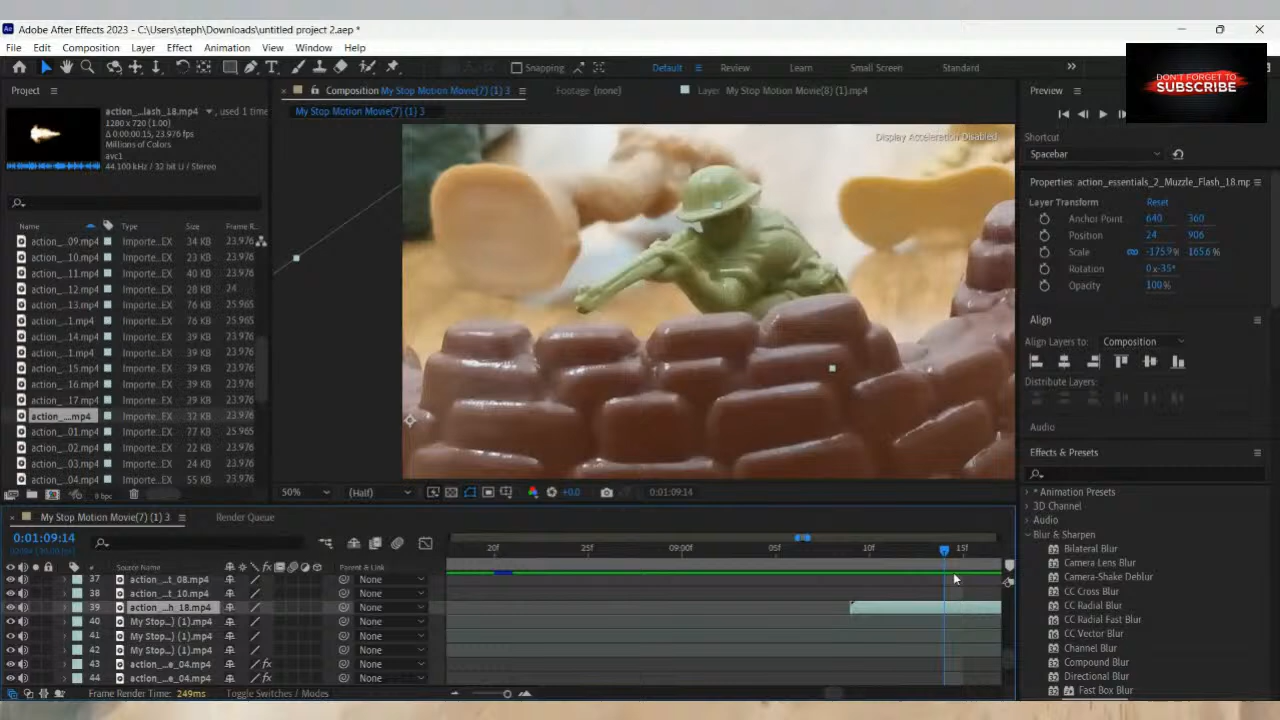 Adobe After Effects 2023 - C:\Users\steph\Downloads\untitled project 2.aep *
File Edit Composition Layer Effect Animation View Window Help
Snapping Default Review Learn Small Screen Standard
DON'T FORGET TO
SUBSCRIBE
Project
action_...lash_18.mp4 , used 1 time
1280 x 720 (1.00)
Δ 0:00:00:15, 23.976 fps
Millions of Colors
avc1
44.100 kHz / 32 bit U / Stereo
Name Type Size Frame R...
action_...09.mp4 Importe...EX 34 KB 23.976
action_...10.mp4 Importe...EX 23 KB 23.976
action_...11.mp4 Importe...EX 40 KB 23.976
action_...12.mp4 Importe...EX 28 KB 24
action_...13.mp4 Importe...EX 76 KB 25.965
action_...1.mp4 Importe...EX 76 KB 25.965
action_...14.mp4 Importe...EX 39 KB 23.976
action_...1.mp4 Importe...EX 39 KB 23.976
action_...15.mp4 Importe...EX 39 KB 23.976
action_...16.mp4 Importe...EX 39 KB 23.976
action_...17.mp4 Importe...EX 39 KB 23.976
action_...mp4 Importe...EX 32 KB 23.976
action_...01.mp4 Importe...EX 77 KB 25.965
action_...02.mp4 Importe...EX 22 KB 23.976
action_...03.mp4 Importe...EX 24 KB 23.976
action_...04.mp4 Importe...EX 55 KB 23.976
8 bpc
Composition My Stop Motion Movie(7) (1) 3 Footage (none) Layer My Stop Motion Movie(8) (1).mp4
My Stop Motion Movie(7) (1) 3
Display Acceleration Disabled
50% (Half) +0.0 0:01:09:14
Preview
Shortcut
Spacebar
Properties: action_essentials_2_Muzzle_Flash_18.mp
Layer Transform Reset
Anchor Point 640 360
Position 24 906
Scale -175.9% -165.6%
Rotation 0x-35°
Opacity 100%
Align
Align Layers to: Composition
Distribute Layers:
Audio
Effects & Presets
* Animation Presets
3D Channel
Audio
Blur & Sharpen
Bilateral Blur
Camera Lens Blur
Camera-Shake Deblur
CC Cross Blur
CC Radial Blur
CC Radial Fast Blur
CC Vector Blur
Channel Blur
Compound Blur
Directional Blur
Fast Box Blur
My Stop Motion Movie(7) (1) 3 Render Queue
0:01:09:14
20f 25f 09:00f 05f 10f 15f
# Source Name Parent & Link
37 action_...t_08.mp4 None
38 action_...t_10.mp4 None
39 action_...h_18.mp4 None
40 My Stop...) (1).mp4 None
41 My Stop...) (1).mp4 None
42 My Stop...) (1).mp4 None
43 action_...e_04.mp4 None
44 action_...e_04.mp4 None
Frame Render Time: 249ms Toggle Switches / Modes